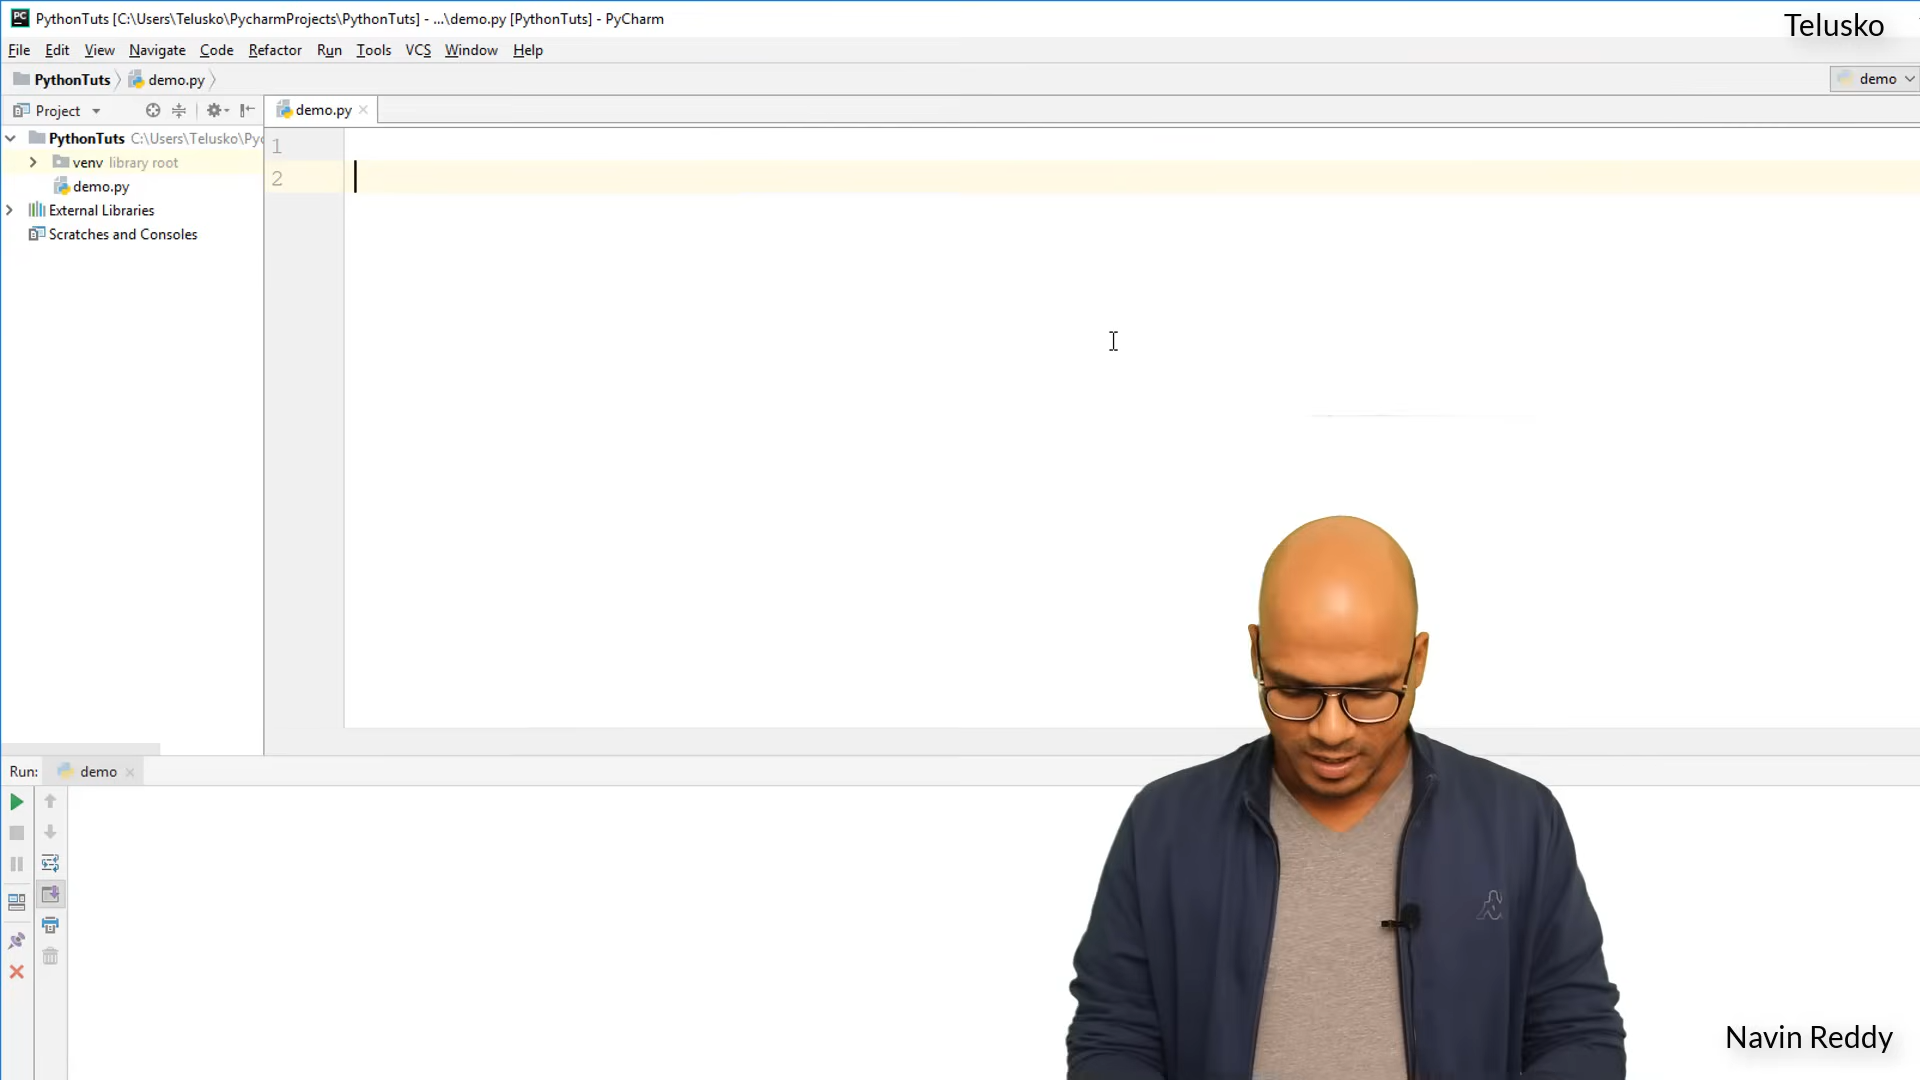 PythonTuts [C:\Users\Telusko\PycharmProjects\PythonTuts] - ...\demo.py [PythonTuts] - PyCharm
Telusko
File Edit View Navigate Code Refactor Run Tools VCS Window Help
PythonTuts demo.py
demo
Project
demo.py
PythonTuts C:\Users\Telusko\Pyc
venv library root
demo.py
External Libraries
Scratches and Consoles
1
2
Run: demo
Navin Reddy